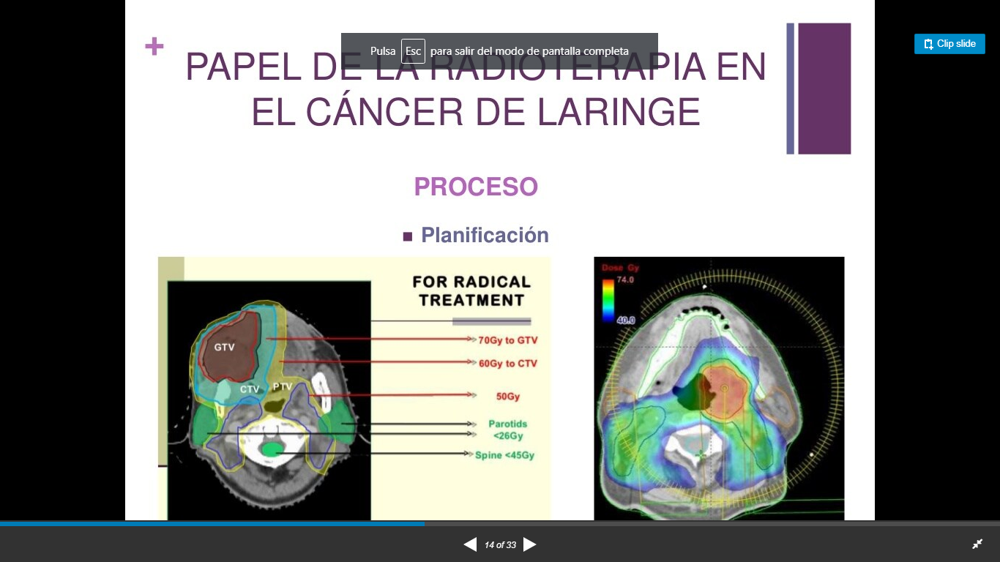 +
Pulsa Esc para salir del modo de pantalla completa
Clip slide
PAPEL DE LA RADIOTERAPIA EN
EL CÁNCER DE LARINGE
PROCESO
Planificación
FOR RADICAL
TREATMENT
GTV
CTV
PTV
70Gy to GTV
60Gy to CTV
50Gy
Parotids
<26Gy
Spine <45Gy
Dose Gy
74.0
40.0
14 of 33